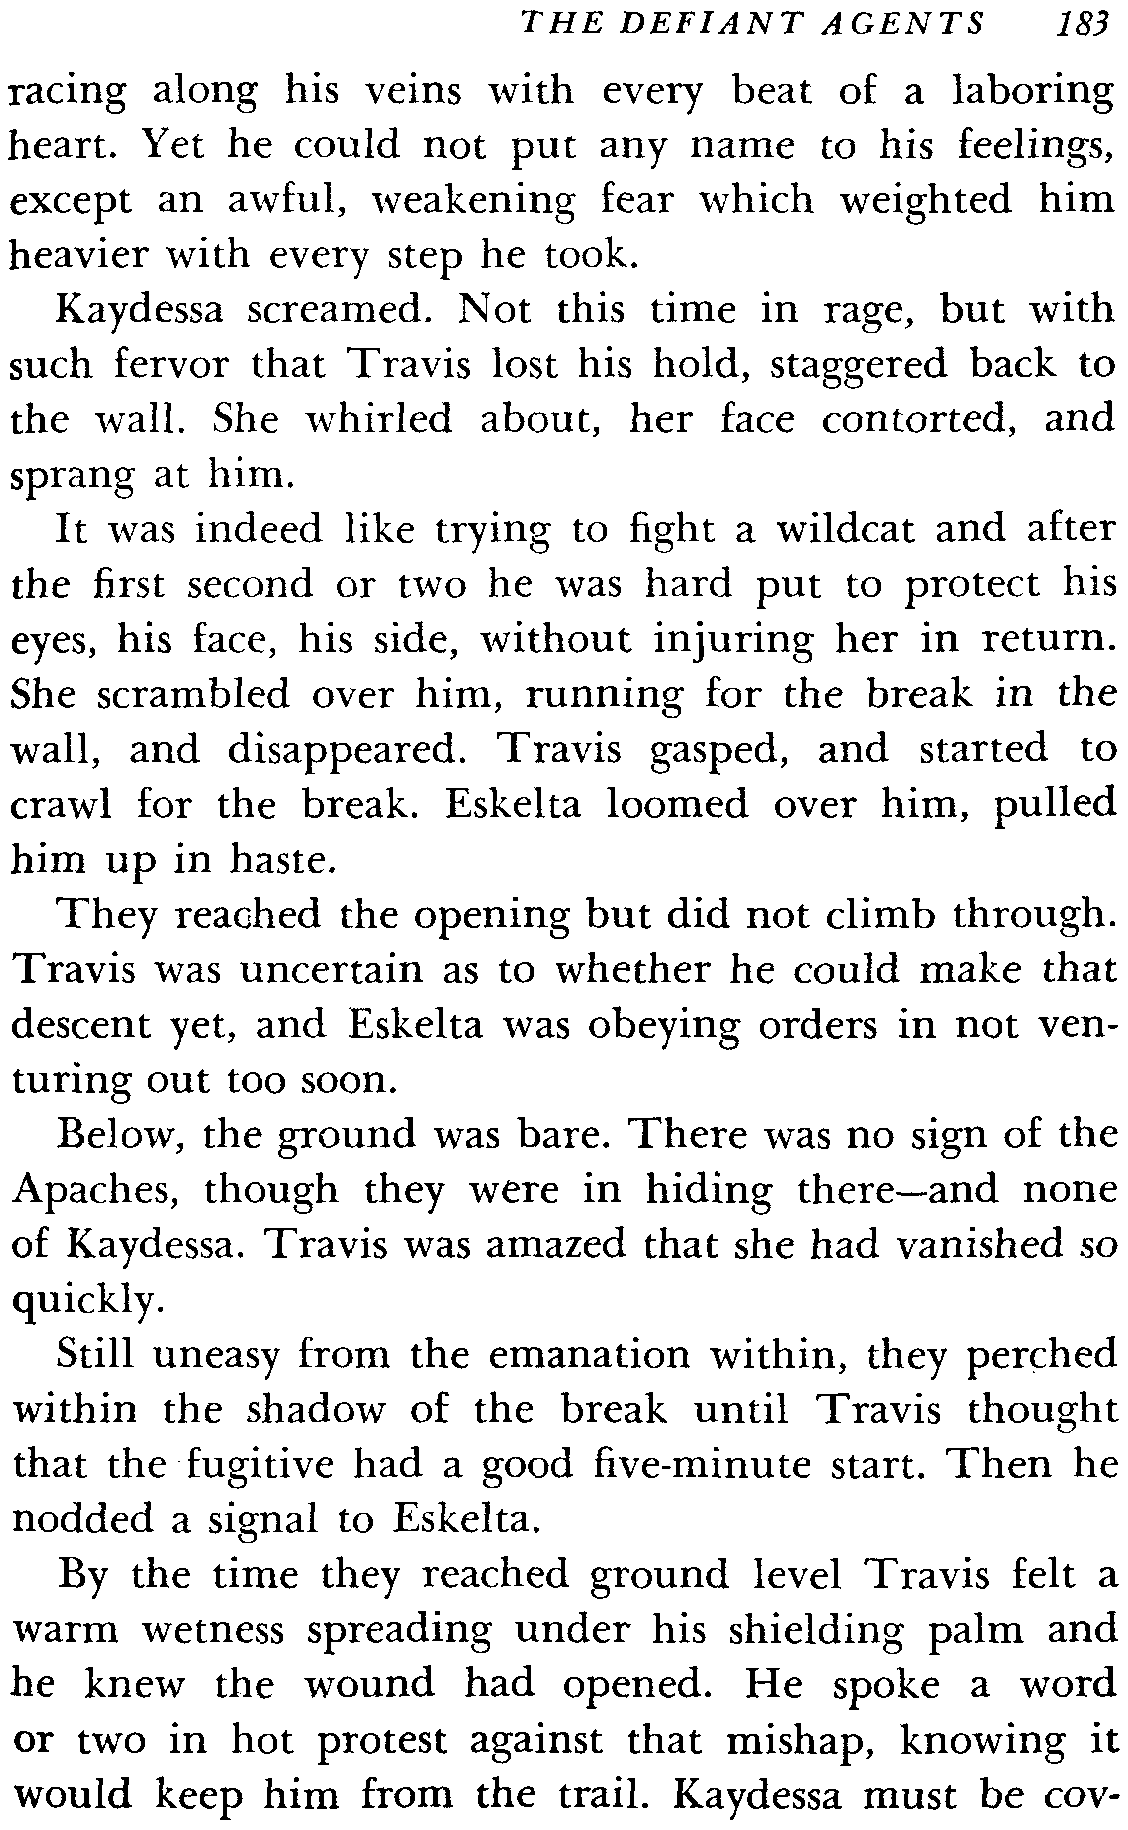 THE DEFIANT AGENTS 183
racing along his veins with every beat of a laboring
heart. Yet he could not put any name to his feelings,
except an awful, weakening fear which weighted him
heavier with every step he took.
Kaydessa screamed. Not this time in rage, but with
such fervor that Travis lost his hold, staggered back to
the wall. She whirled about, her face contorted, and
sprang at him.
It was indeed like trying to fight a wildcat and after
the first second or two he was hard put to protect his
eyes, his face, his side, without injuring her in return.
She scrambled over him, running for the break in the
wall, and disappeared. Travis gasped, and started to
crawl for the break. Eskelta loomed over him, pulled
him up in haste.
They reached the opening but did not climb through.
Travis was uncertain as to whether he could make that
descent yet, and Eskelta was obeying orders in not ven-
turing out too soon.
Below, the ground was bare. There was no sign of the
Apaches, though they were in hiding there—and none
of Kaydessa. Travis was amazed that she had vanished so
quickly.
Still uneasy from the emanation within, they perched
within the shadow of the break until Travis thought
that the fugitive had a good five-minute start. Then he
nodded a signal to Eskelta.
By the time they reached ground level Travis felt a
warm wetness spreading under his shielding palm and
he knew the wound had opened. He spoke a word
or two in hot protest against that mishap, knowing it
would keep him from the trail. Kaydessa must be cov-